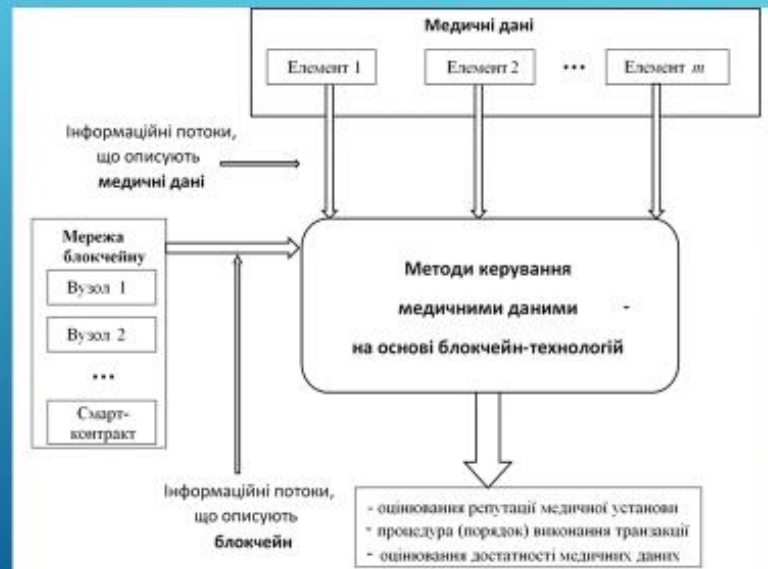 Медичні дані
Елемент 1
Елемент 2
...
Елемент m
Інформаційні потоки,
що описують
медичні дані
Мережа
блокчейну
Вузол 1
Вузол 2
...
Смарт-
контракт
Методи керування
медичними даними -
на основі блокчейн-технологій
Інформаційні потоки,
що описують
блокчейн
- оцінювання репутації медичної установи
- процедура (порядок) виконання транзакції
- оцінювання достатності медичних даних